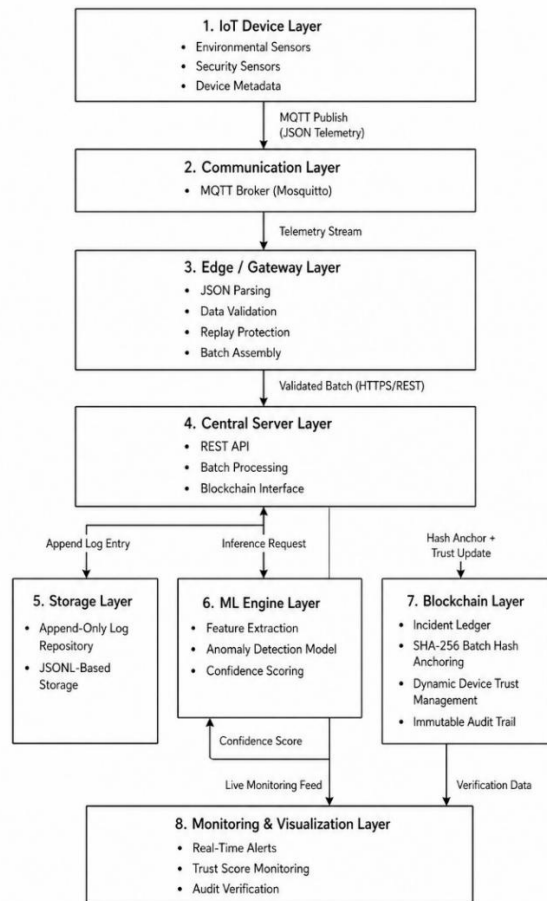 1. IoT Device Layer
• Environmental Sensors
• Security Sensors
• Device Metadata
MQTT Publish
(JSON Telemetry)
2. Communication Layer
• MQTT Broker (Mosquitto)
Telemetry Stream
3. Edge / Gateway Layer
• JSON Parsing
• Data Validation
• Replay Protection
• Batch Assembly
Validated Batch (HTTPS/REST)
4. Central Server Layer
• REST API
• Batch Processing
• Blockchain Interface
Append Log Entry
Inference Request
Hash Anchor +
Trust Update
5. Storage Layer
• Append-Only Log
Repository
• JSONL-Based
Storage
6. ML Engine Layer
• Feature Extraction
• Anomaly Detection Model
• Confidence Scoring
7. Blockchain Layer
• Incident Ledger
• SHA-256 Batch Hash
Anchoring
• Dynamic Device Trust
Management
• Immutable Audit Trail
Confidence Score
Live Monitoring Feed
Verification Data
8. Monitoring & Visualization Layer
• Real-Time Alerts
• Trust Score Monitoring
• Audit Verification